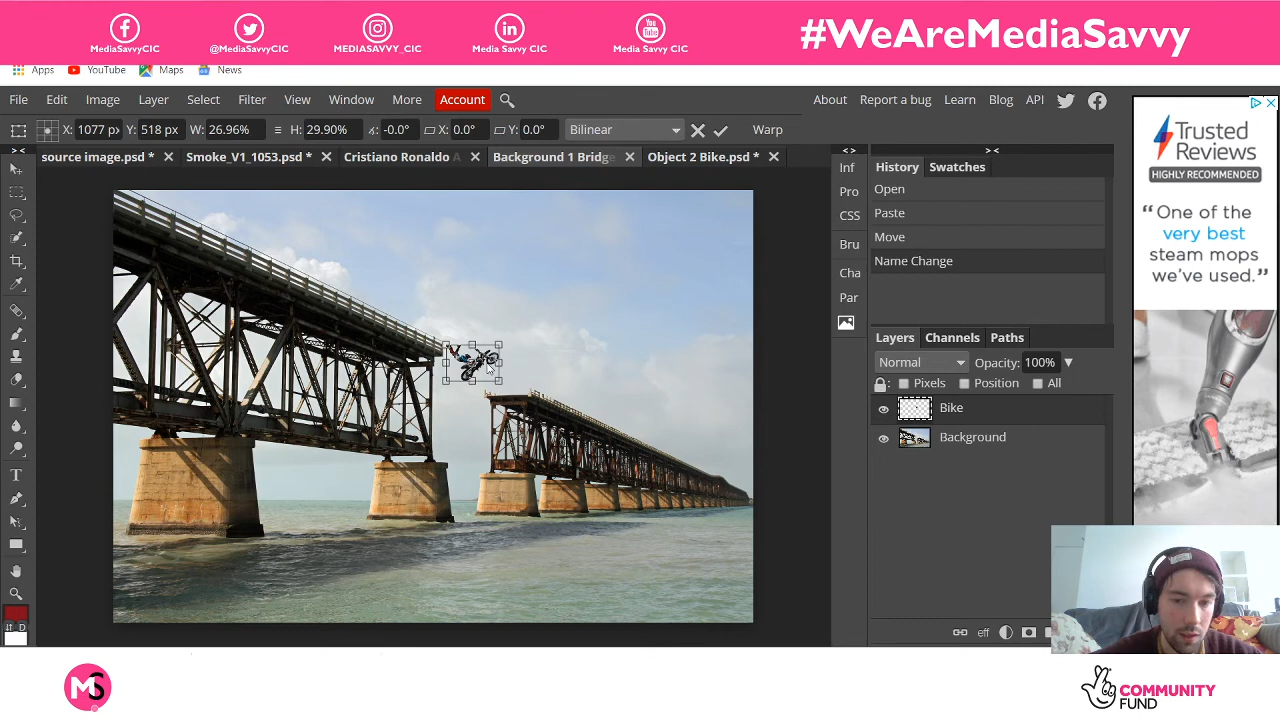 #WeAreMediaSavvy
MediaSavvyCIC
@MediaSavvyCIC
MEDIASAVVY_CIC
Media Savvy CIC
Media Savvy CIC
Apps YouTube Maps News
File Edit Image Layer Select Filter View Window More Account About Report a bug Learn Blog API
X: 1077 px Y: 518 px W: 26.96% H: 29.90% ∡: -0.0° X: 0.0° Y: 0.0° Bilinear Warp
source image.psd * Smoke_V1_1053.psd * Cristiano Ronaldo Background 1 Bridge Object 2 Bike.psd *
Inf
Pro
CSS
Bru
Cha
Par
History Swatches
Open
Paste
Move
Name Change
Layers Channels Paths
Normal Opacity: 100%
Pixels Position All
Bike
Background
eff
D
Trusted
Reviews
HIGHLY RECOMMENDED
“One of the
very best
steam mops
we've used.”
MS
COMMUNITY
FUND